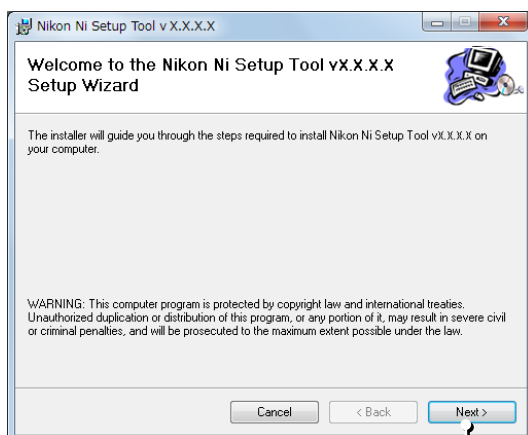 Nikon Ni Setup Tool v X.X.X.X
Welcome to the Nikon Ni Setup Tool vX.X.X.X
Setup Wizard
The installer will guide you through the steps required to install Nikon Ni Setup Tool vX.X.X.X on
your computer.
WARNING: This computer program is protected by copyright law and international treaties.
Unauthorized duplication or distribution of this program, or any portion of it, may result in severe civil
or criminal penalties, and will be prosecuted to the maximum extent possible under the law.
Cancel < Back Next >